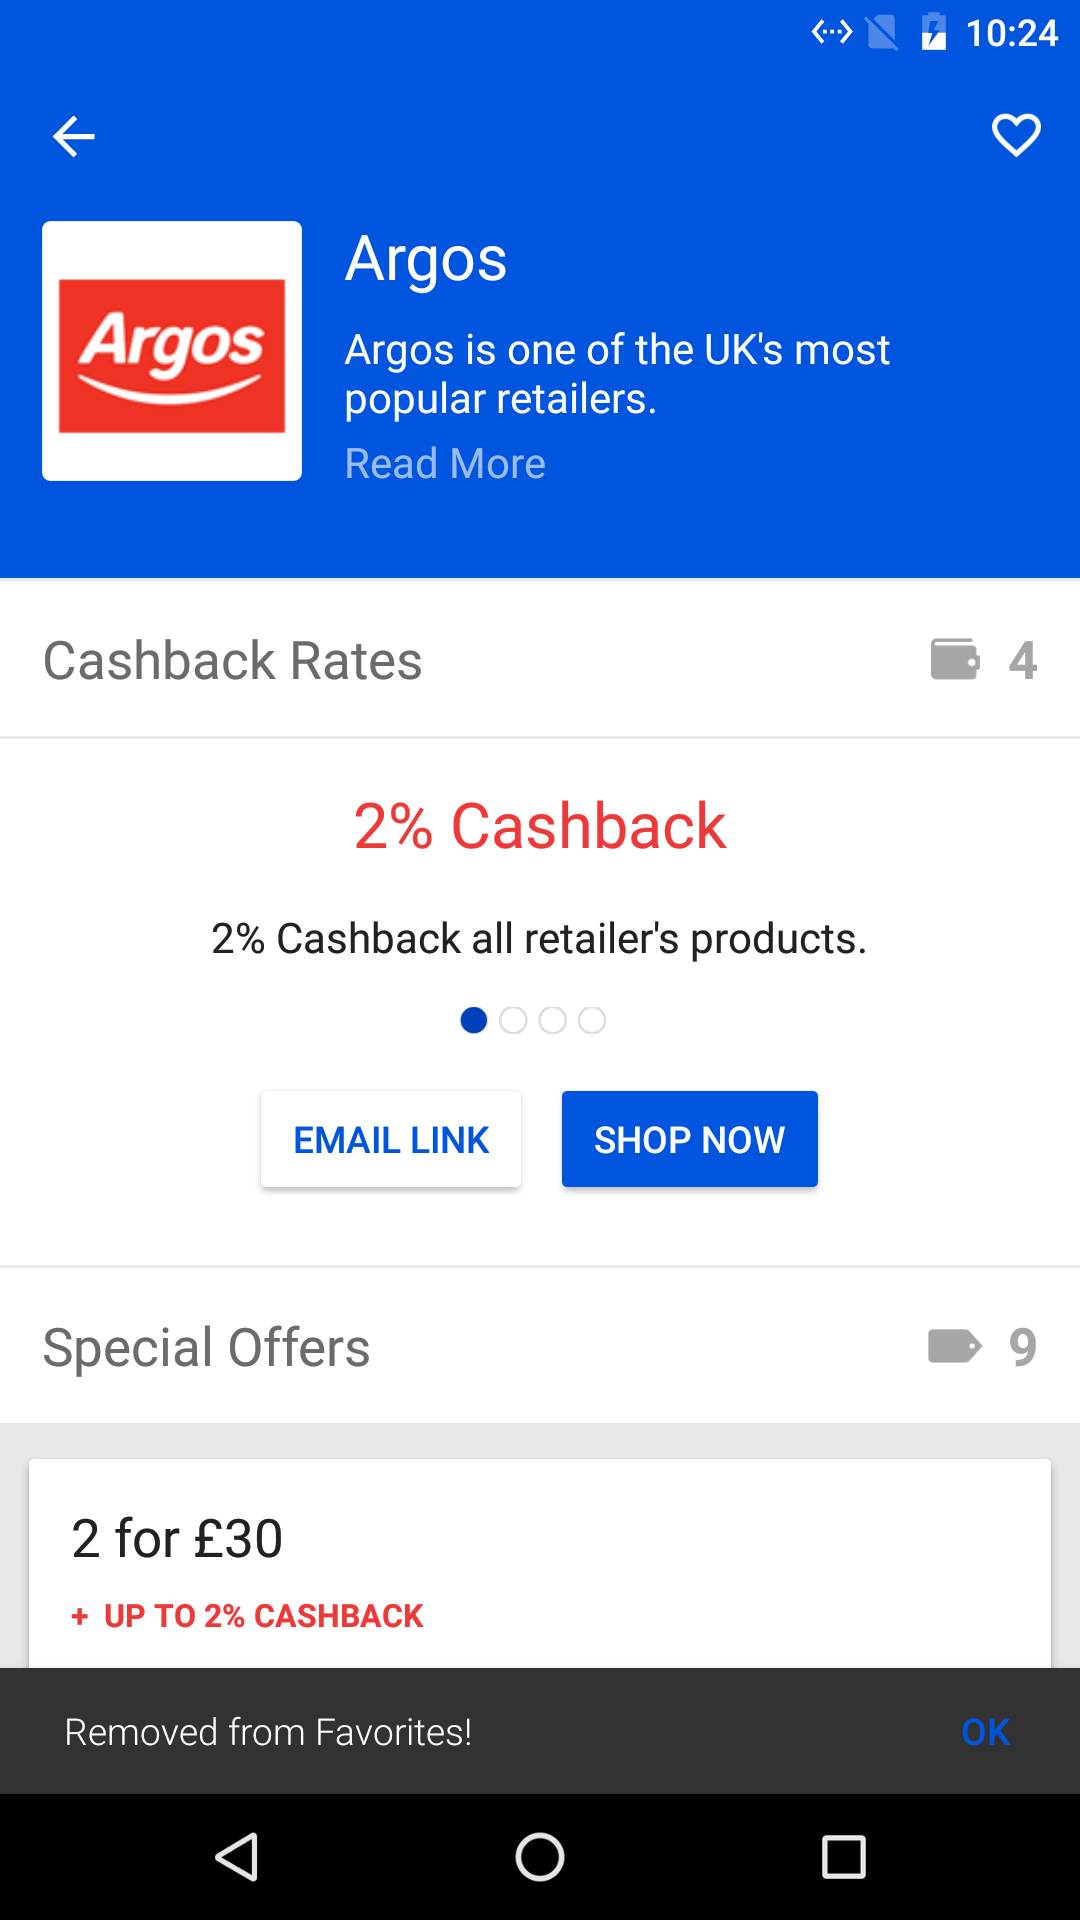 10:24
Argos
Argos
Argos is one of the UK's most
popular retailers.
Read More
Cashback Rates
4
2% Cashback
2% Cashback all retailer's products.
EMAIL LINK
SHOP NOW
Special Offers
9
2 for £30
+ UP TO 2% CASHBACK
Removed from Favorites!
OK